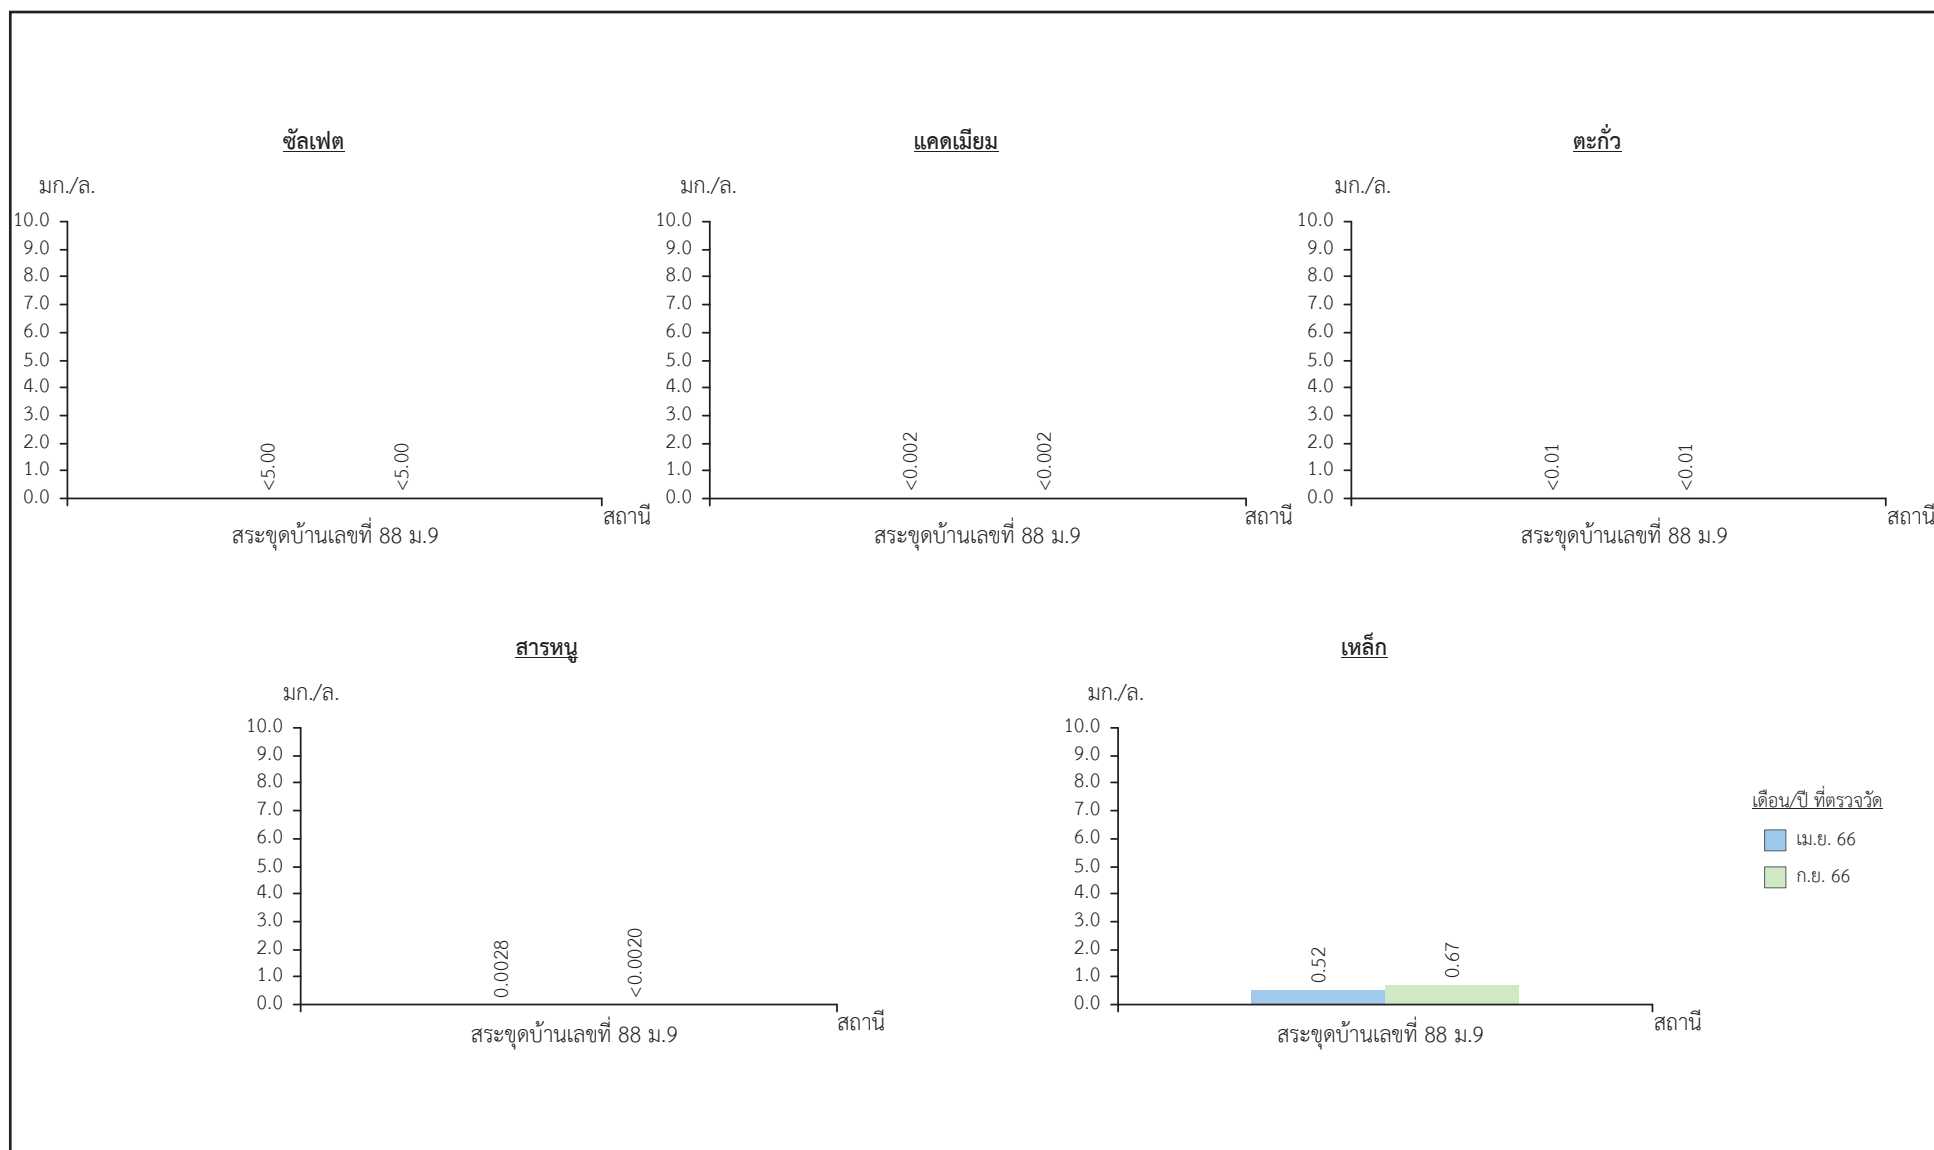 ซัลเฟต
มก./ล.
10.0
9.0
8.0
7.0
6.0
5.0
4.0
3.0
2.0
1.0
0.0
<5.00
<5.00
สถานี
สระขุดบ้านเลขที่ 88 ม.9
แคดเมียม
มก./ล.
10.0
9.0
8.0
7.0
6.0
5.0
4.0
3.0
2.0
1.0
0.0
<0.002
<0.002
สถานี
สระขุดบ้านเลขที่ 88 ม.9
ตะกั่ว
มก./ล.
10.0
9.0
8.0
7.0
6.0
5.0
4.0
3.0
2.0
1.0
0.0
<0.01
<0.01
สถานี
สระขุดบ้านเลขที่ 88 ม.9
สารหนู
มก./ล.
10.0
9.0
8.0
7.0
6.0
5.0
4.0
3.0
2.0
1.0
0.0
0.0028
<0.0020
สถานี
สระขุดบ้านเลขที่ 88 ม.9
เหล็ก
มก./ล.
10.0
9.0
8.0
7.0
6.0
5.0
4.0
3.0
2.0
1.0
0.0
0.52
0.67
สถานี
สระขุดบ้านเลขที่ 88 ม.9
เดือน/ปี ที่ตรวจวัด
เม.ย. 66
ก.ย. 66